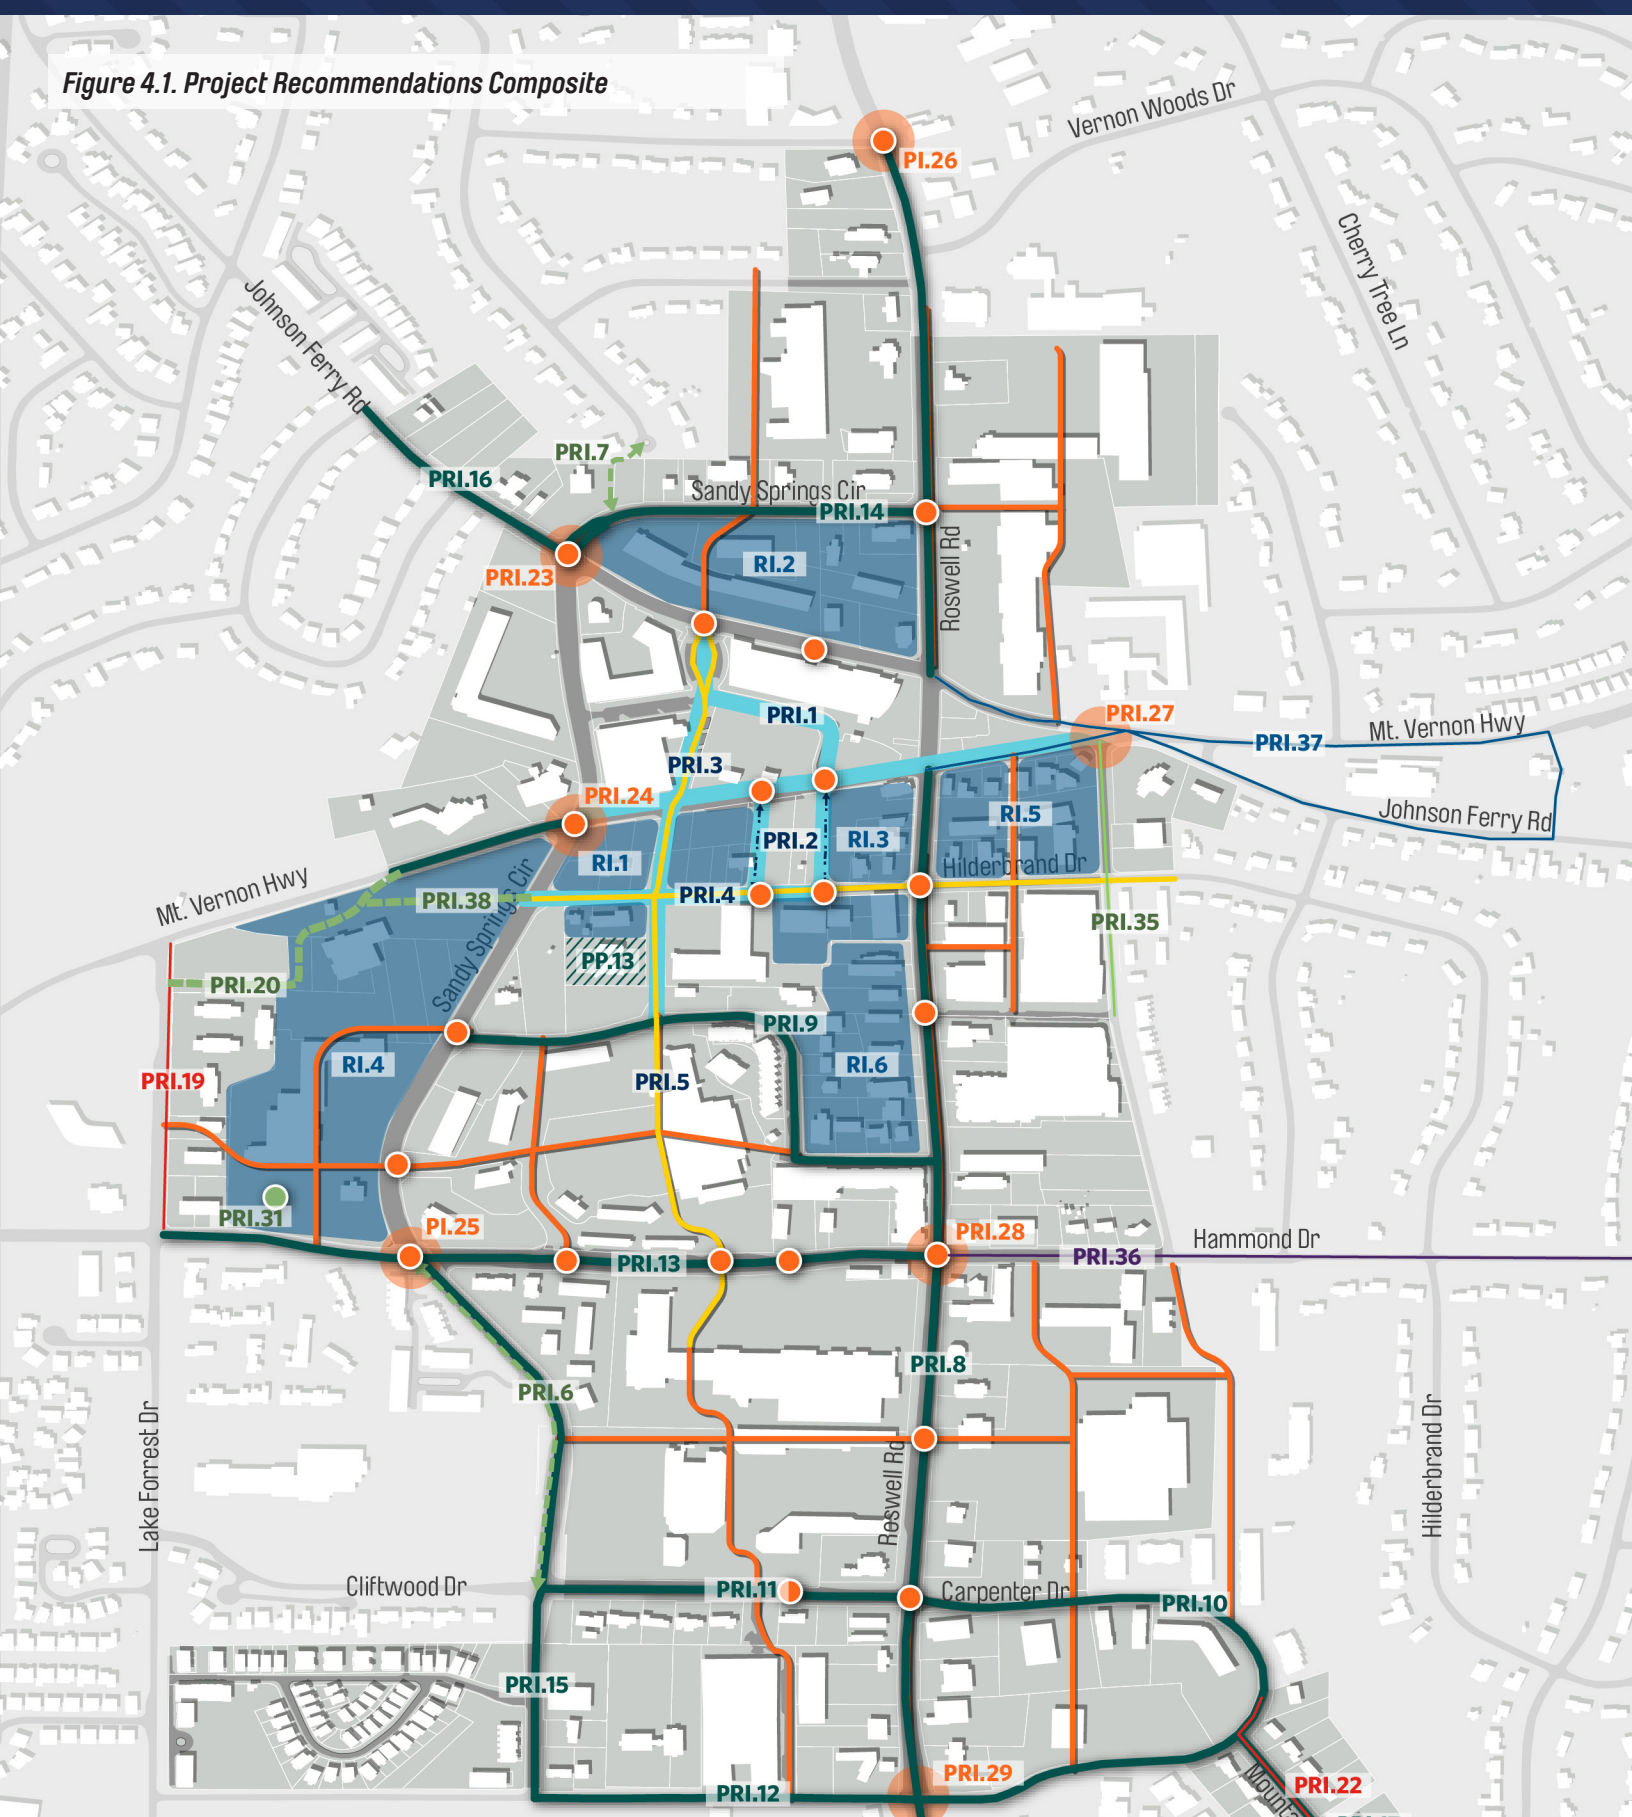 Figure 4.1. Project Recommendations Composite
Vernon Woods Dr
PI.26
Cherry Tree Ln
Johnson Ferry Rd
PRI.7
PRI.16
Sandy Springs Cir
PRI.14
Roswell Rd
RI.2
PRI.23
PRI.1
PRI.27
Mt. Vernon Hwy
PRI.37
PRI.3
PRI.24
Johnson Ferry Rd
RI.5
PRI.2
RI.3
RI.1
Hilderbrand Dr
Mt. Vernon Hwy
PRI.38
PRI.4
PRI.35
Sandy Springs Cir
PP.13
PRI.20
PRI.9
RI.4
RI.6
PRI.19
PRI.5
PRI.31
PI.25
PRI.28
Hammond Dr
PRI.13
PRI.36
PRI.8
PRI.6
Lake Forrest Dr
Roswell Rd
Hilderbrand Dr
Cliftwood Dr
PRI.11
Carpenter Dr
PRI.10
PRI.15
PRI.29
PRI.12
PRI.22